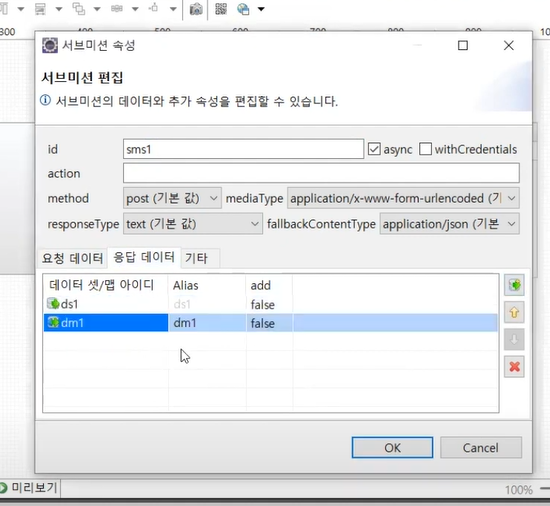 300 400 500 600 700 800 900 10
서브미션 속성
서브미션 편집
서브미션의 데이터와 추가 속성을 편집할 수 있습니다.
id sms1 async withCredentials
action
method post (기본 값) mediaType application/x-www-form-urlencoded (기
responseType text (기본 값) fallbackContentType application/json (기본
요청 데이터 응답 데이터 기타
데이터 셋/맵 아이디 Alias add
ds1 ds1 false
dm1 dm1 false
OK Cancel
미리보기 100%